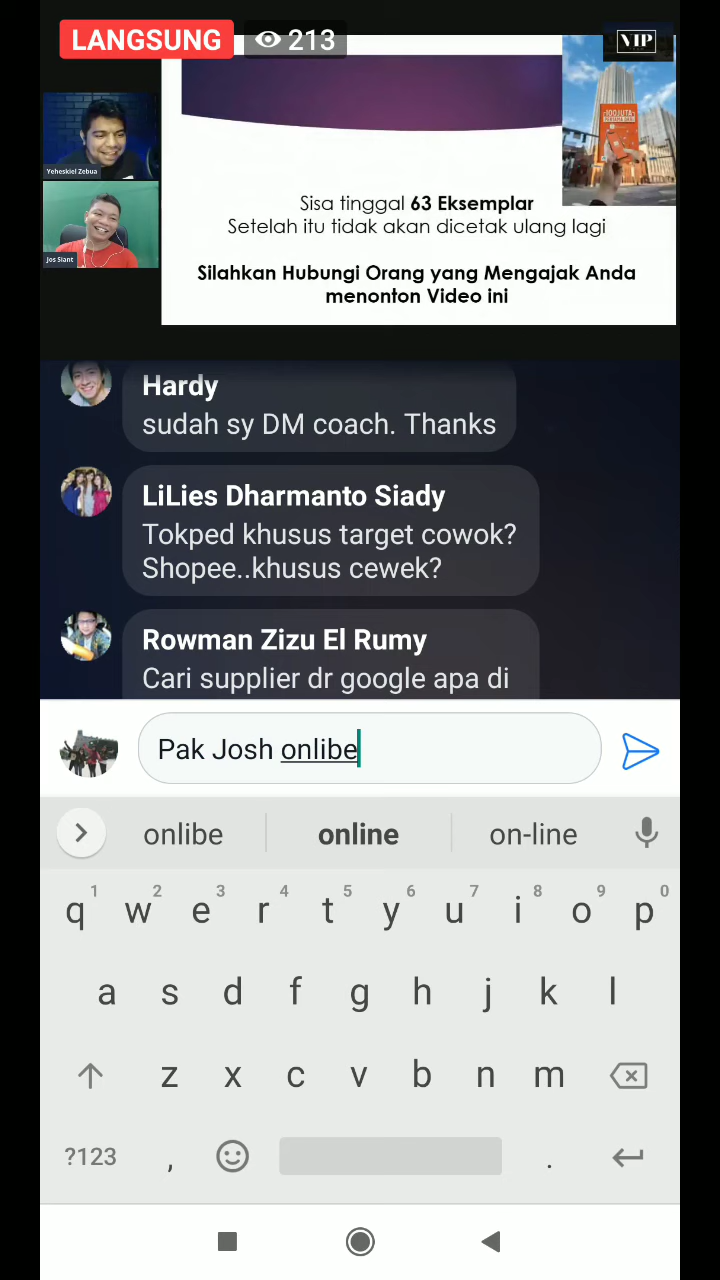 LANGSUNG
213
VIP
100 JUTA
Yeheskiel Zebua
Jos Siant
Sisa tinggal 63 Eksemplar
Setelah itu tidak akan dicetak ulang lagi
Silahkan Hubungi Orang yang Mengajak Anda
menonton Video ini
Hardy
sudah sy DM coach. Thanks
LiLies Dharmanto Siady
Tokped khusus target cowok?
Shopee..khusus cewek?
Rowman Zizu El Rumy
Cari supplier dr google apa di
Pak Josh onlibe
onlibe online on-line
1 2 3 4 5 6 7 8 9 0
q w e r t y u i o p
a s d f g h j k l
z x c v b n m
?123 , .